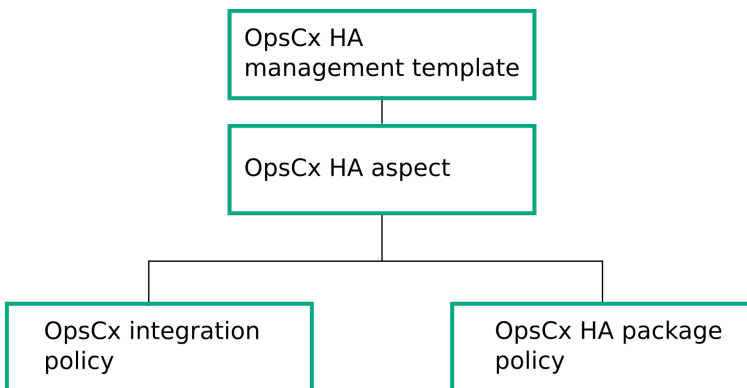 OpsCx HA
management template
OpsCx HA aspect
OpsCx integration
policy
OpsCx HA package
policy